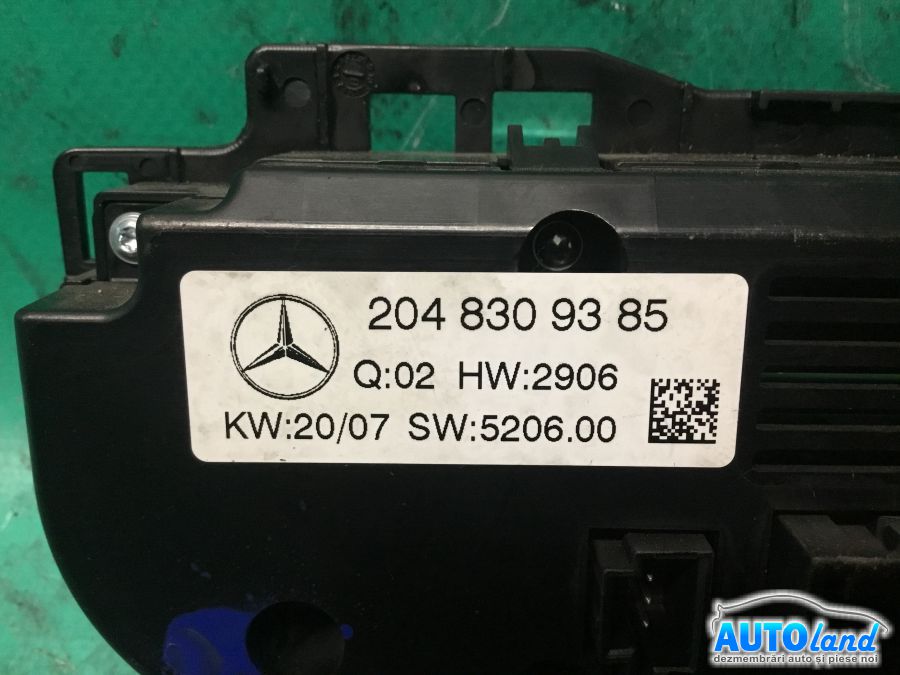 204 830 93 85
Q:02 HW:2906
KW:20/07 SW:5206.00
AUTOland
dezmembrări auto și piese noi